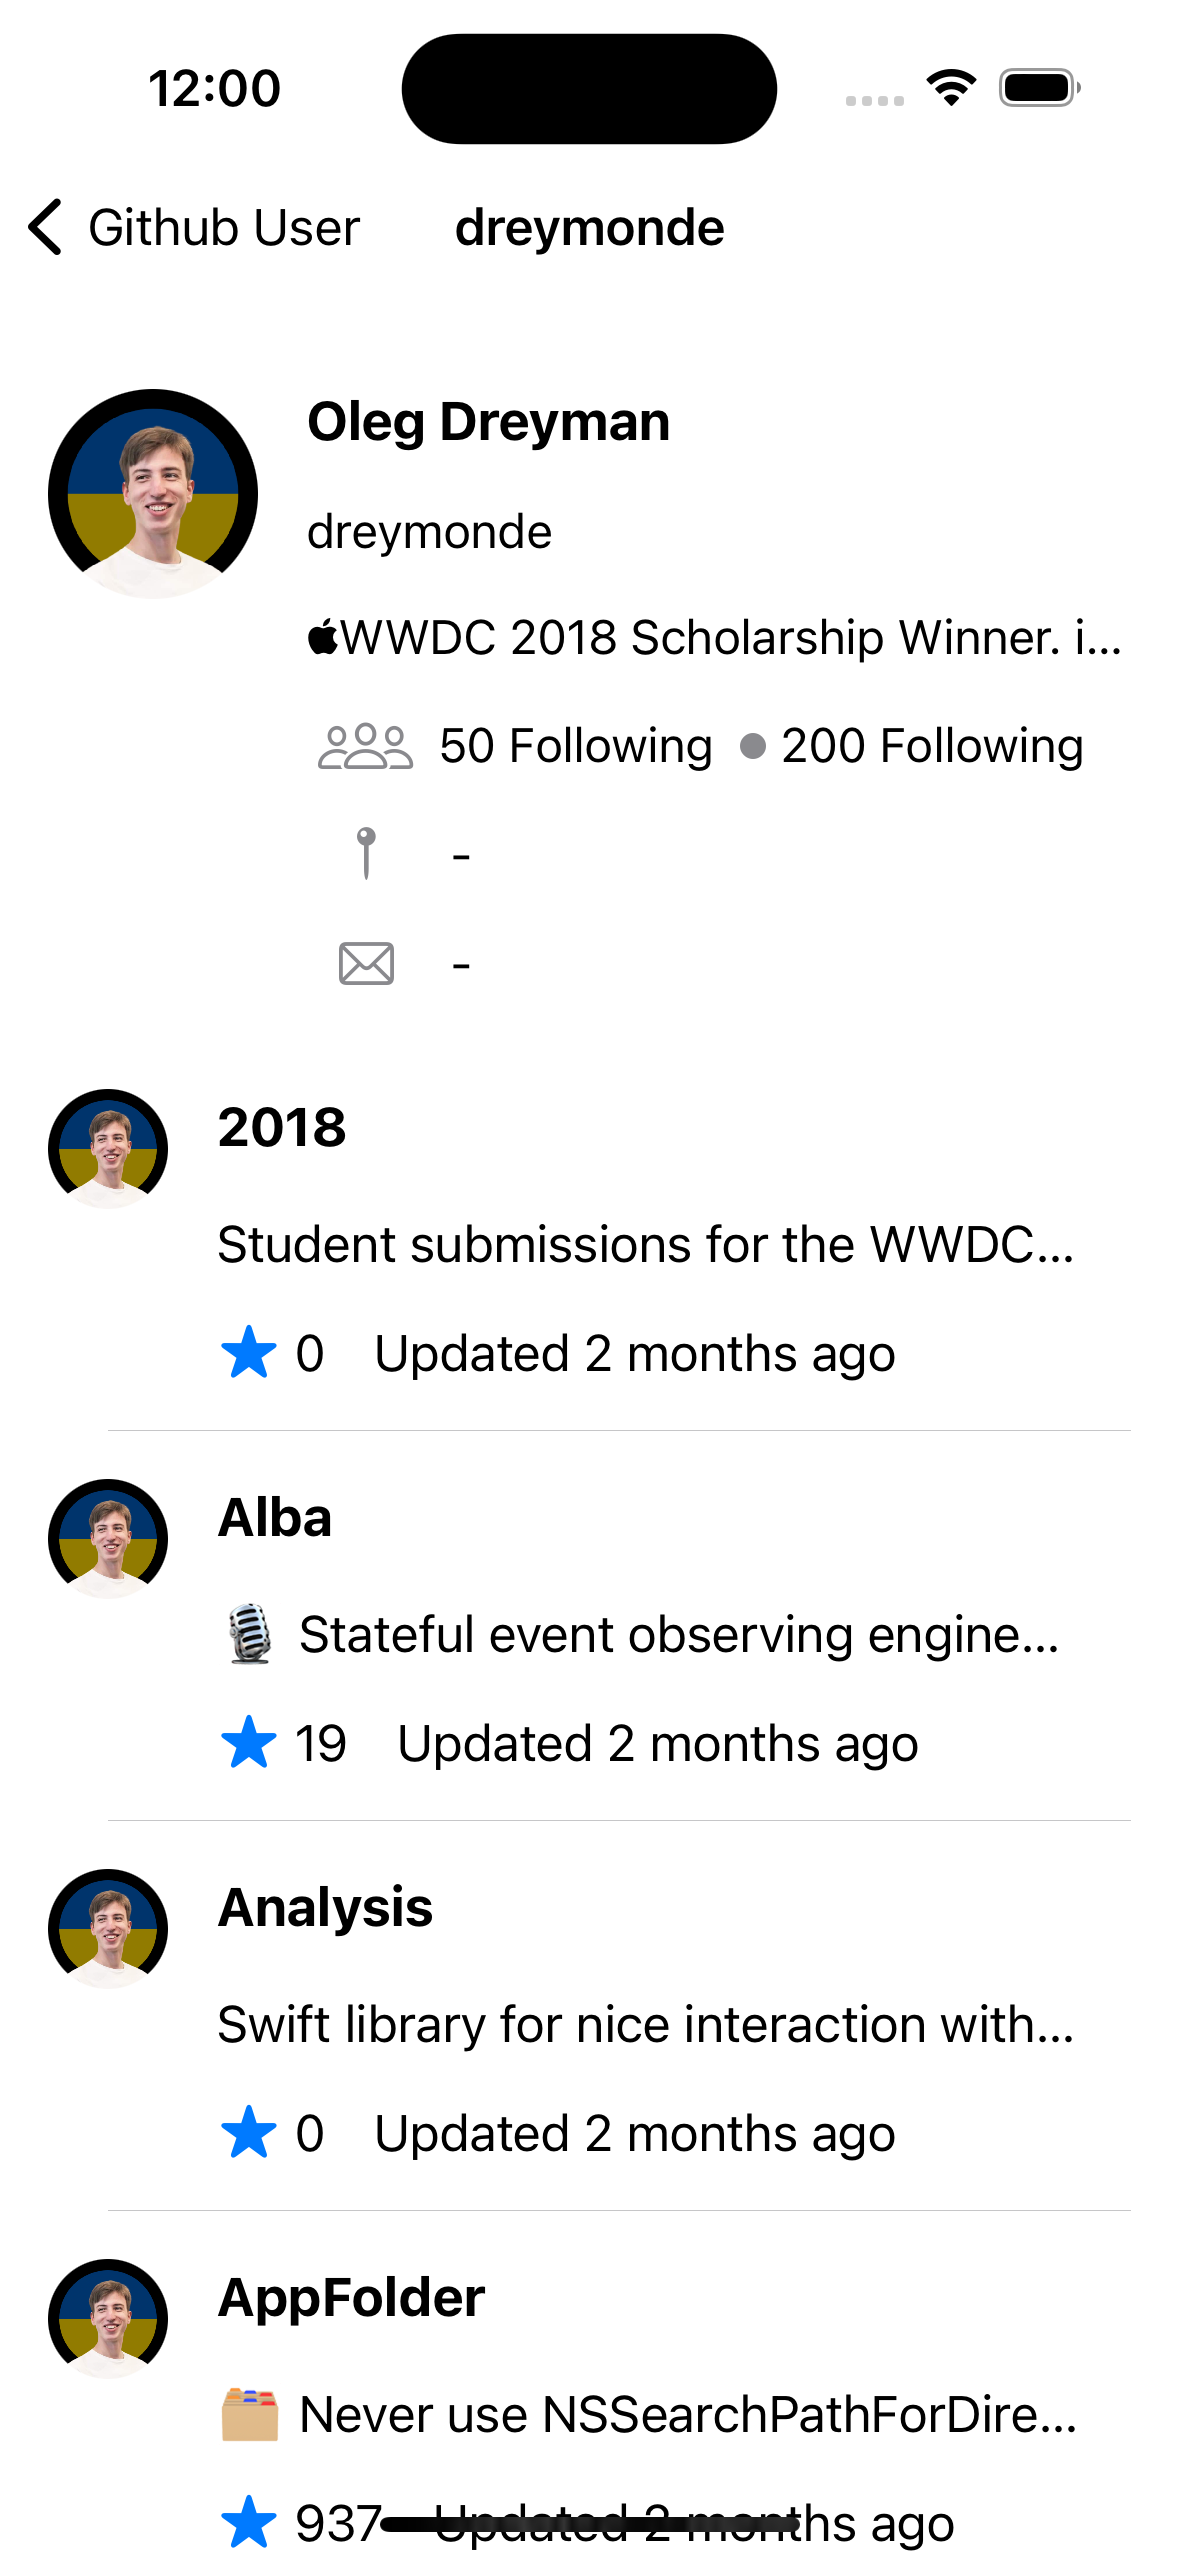 12:00
Github User
dreymonde
Oleg Dreyman
dreymonde
WWDC 2018 Scholarship Winner. i...
50 Following 200 Following
-
-
2018
Student submissions for the WWDC...
0 Updated 2 months ago
Alba
🎙 Stateful event observing engine...
19 Updated 2 months ago
Analysis
Swift library for nice interaction with...
0 Updated 2 months ago
AppFolder
🗂 Never use NSSearchPathForDire...
937 Updated 2 months ago